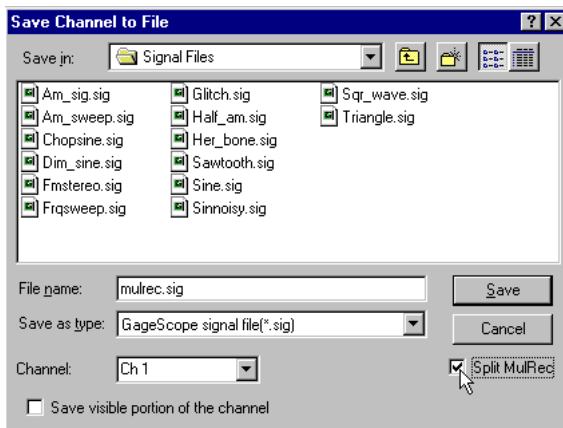 Save Channel to File
Save in: Signal Files
Am_sig.sig Glitch.sig Sqr_wave.sig
Am_sweep.sig Half_am.sig Triangle.sig
Chopsine.sig Her_bone.sig
Dim_sine.sig Sawtooth.sig
Fmstereo.sig Sine.sig
Frqsweep.sig Sinnoisy.sig
File name: mulrec.sig Save
Save as type: GageScope signal file(*.sig) Cancel
Channel: Ch 1 Split MulRec
Save visible portion of the channel